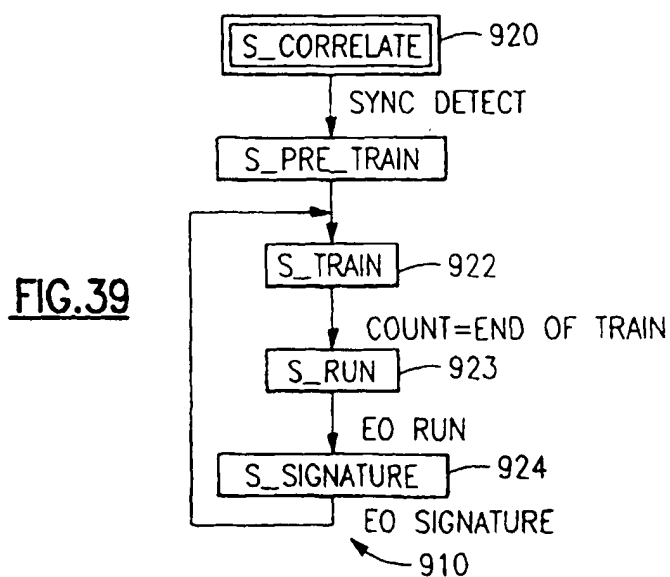 S_CORRELATE
920
SYNC DETECT
S_PRE_TRAIN
S_TRAIN
922
FIG.39
COUNT=END OF TRAIN
S_RUN
923
EO RUN
S_SIGNATURE
924
EO SIGNATURE
910